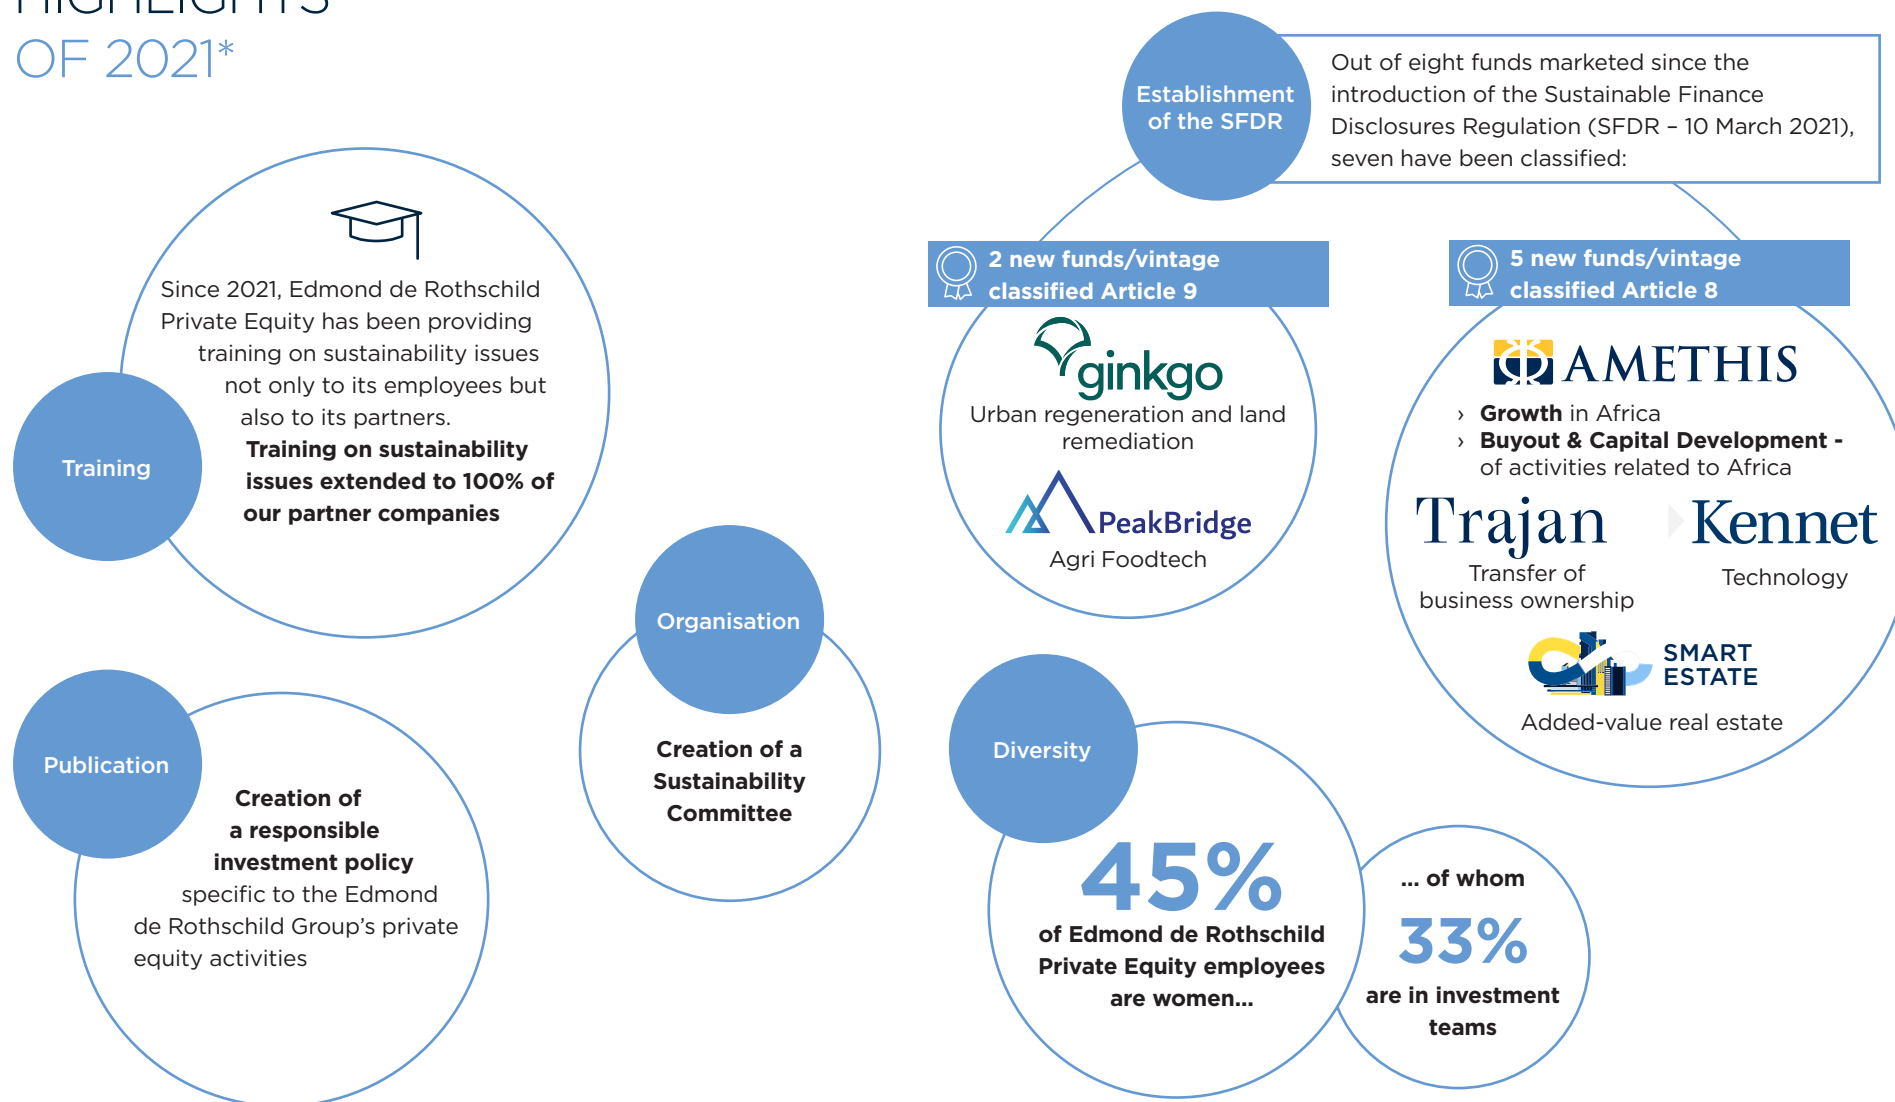 HIGHLIGHTS
OF 2021*
Training
Since 2021, Edmond de Rothschild
Private Equity has been providing
training on sustainability issues
not only to its employees but
also to its partners.
Training on sustainability
issues extended to 100% of
our partner companies
Publication
Creation of
a responsible
investment policy
specific to the Edmond
de Rothschild Group's private
equity activities
Organisation
Creation of a
Sustainability
Committee
Establishment
of the SFDR
Out of eight funds marketed since the
introduction of the Sustainable Finance
Disclosures Regulation (SFDR – 10 March 2021),
seven have been classified:
2 new funds/vintage
classified Article 9
ginkgo
Urban regeneration and land
remediation
PeakBridge
Agri Foodtech
5 new funds/vintage
classified Article 8
AMETHIS
› Growth in Africa
› Buyout & Capital Development -
of activities related to Africa
Trajan
Transfer of
business ownership
Kennet
Technology
SMART
ESTATE
Added-value real estate
Diversity
45%
of Edmond de Rothschild
Private Equity employees
are women...
... of whom
33%
are in investment
teams